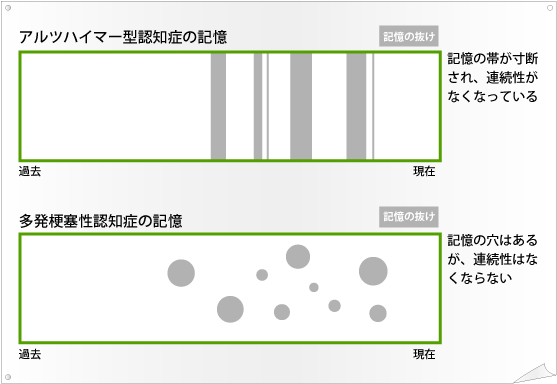 アルツハイマー型認知症の記憶
記憶の抜け
記憶の帯が寸断
され、連続性が
なくなっている
過去
現在
多発梗塞性認知症の記憶
記憶の抜け
記憶の穴はある
が、連続性はな
くならない
過去
現在